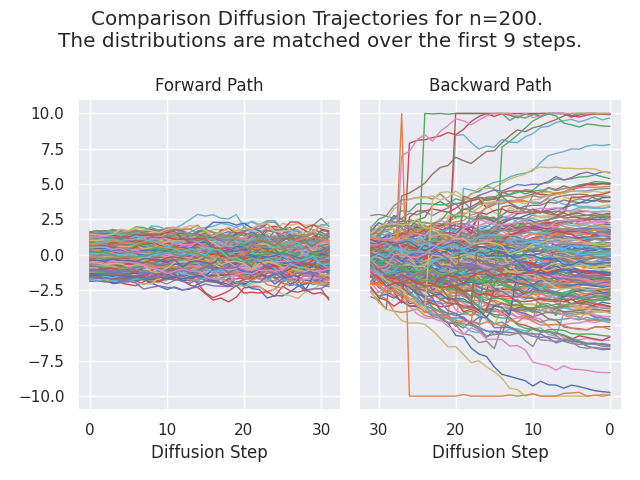 Comparison Diffusion Trajectories for n=200.
The distributions are matched over the first 9 steps.
Forward Path
Backward Path
10.0
7.5
5.0
2.5
0.0
−2.5
−5.0
−7.5
−10.0
0 10 20 30
30 20 10 0
Diffusion Step
Diffusion Step